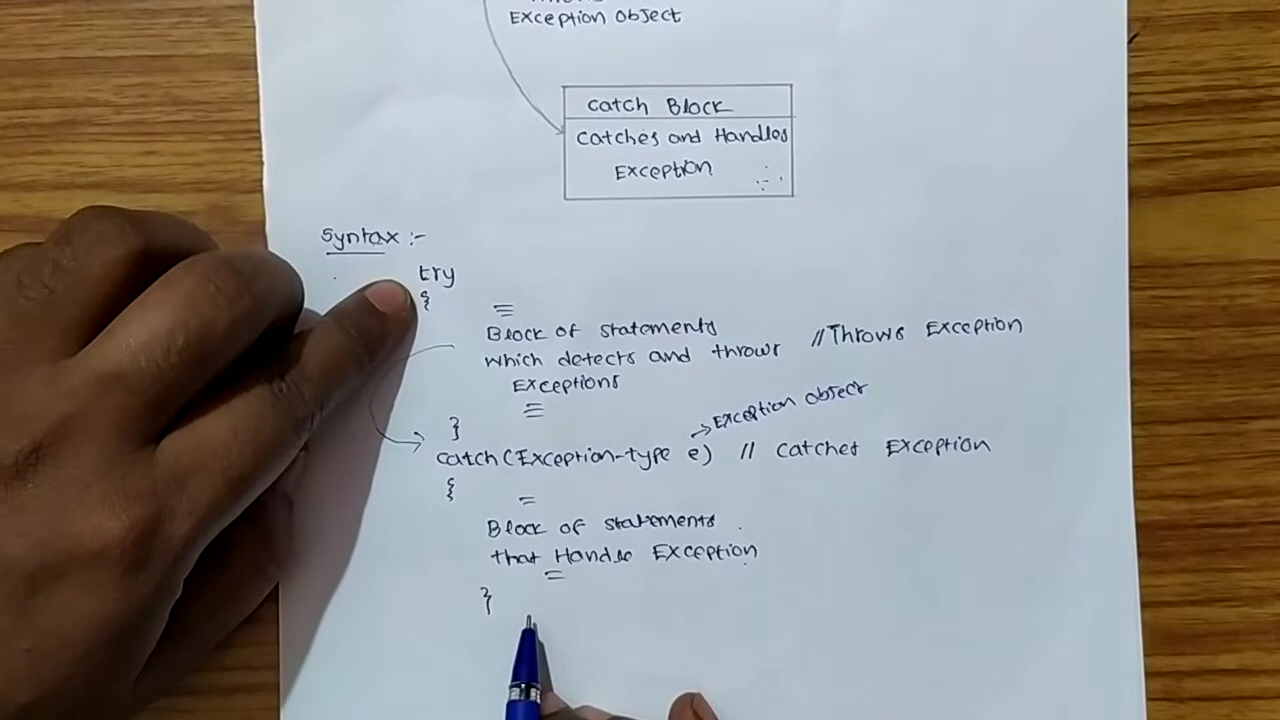 Exception Object
Catch Block
Catches and Handles
Exception
Syntax :-
try
{
Block of statements //Throws Exception
which detects and throws
Exceptions
}
→ Exception object
catch(Exception-type e) // catches Exception
{
Block of statements
that Handle Exception
}